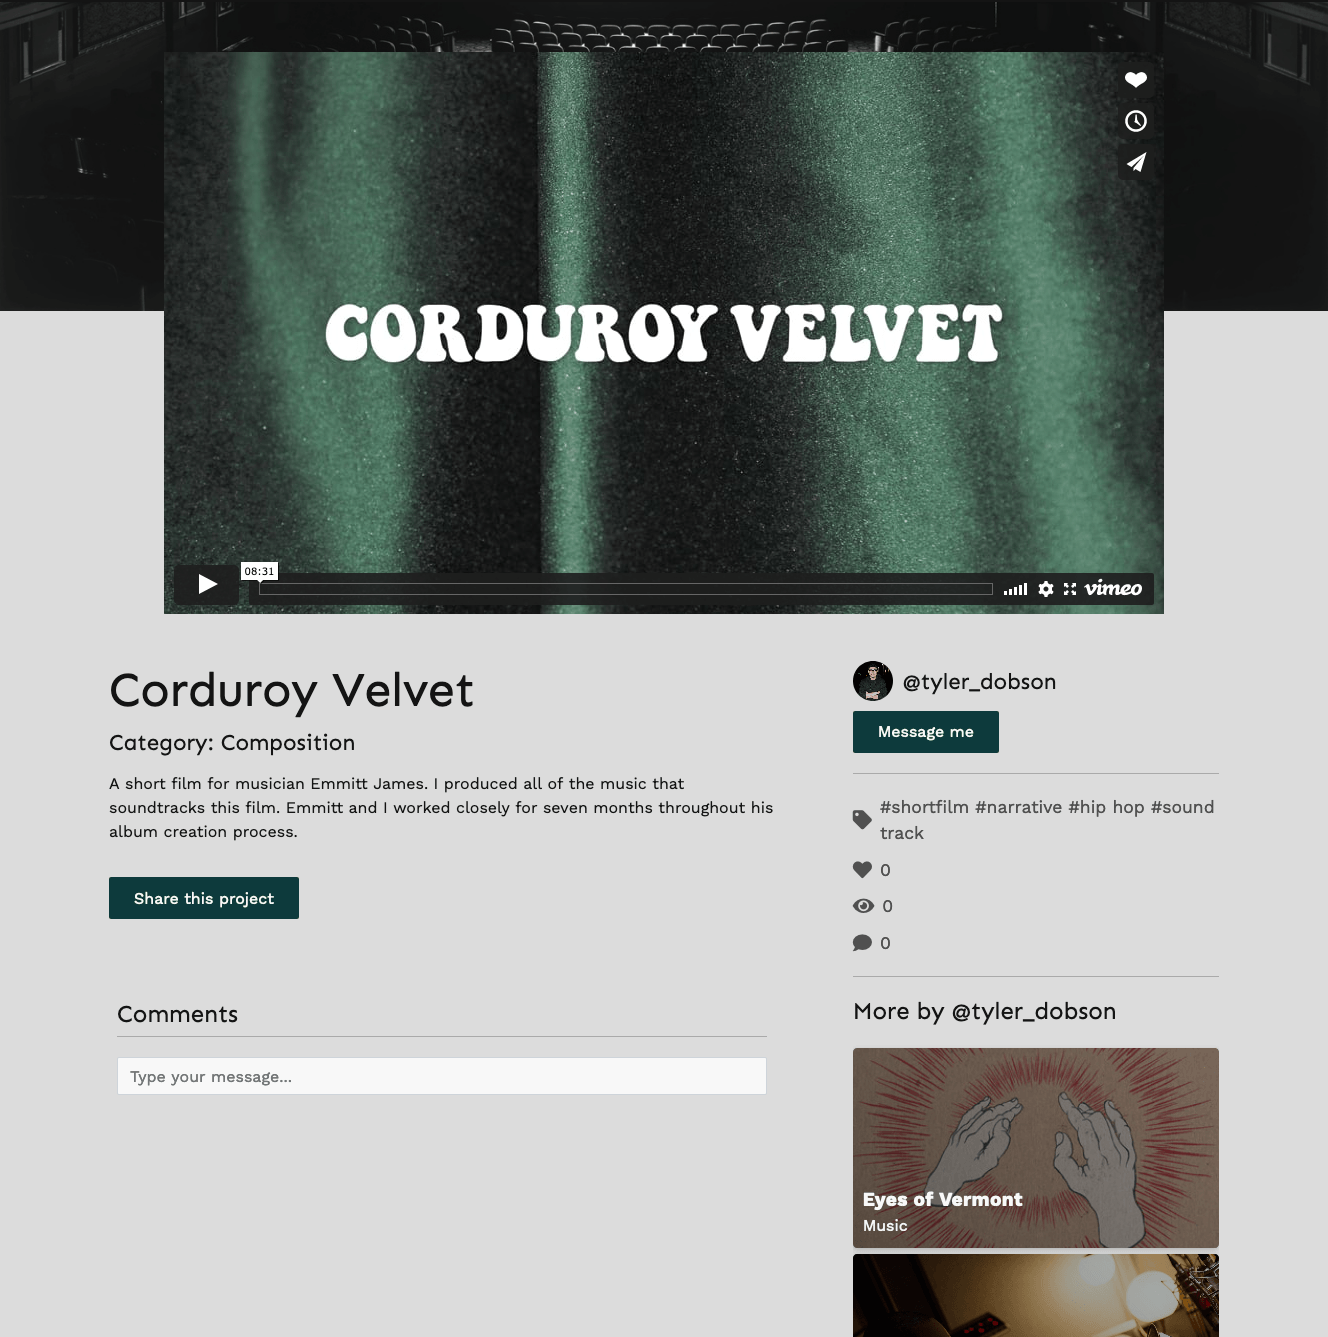 CORDUROY VELVET
08:31
vimeo
Corduroy Velvet
Category: Composition
A short film for musician Emmitt James. I produced all of the music that
soundtracks this film. Emmitt and I worked closely for seven months throughout his
album creation process.
Share this project
Comments
Type your message...
@tyler_dobson
Message me
#shortfilm #narrative #hip hop #sound
track
0
0
0
More by @tyler_dobson
Eyes of Vermont
Music